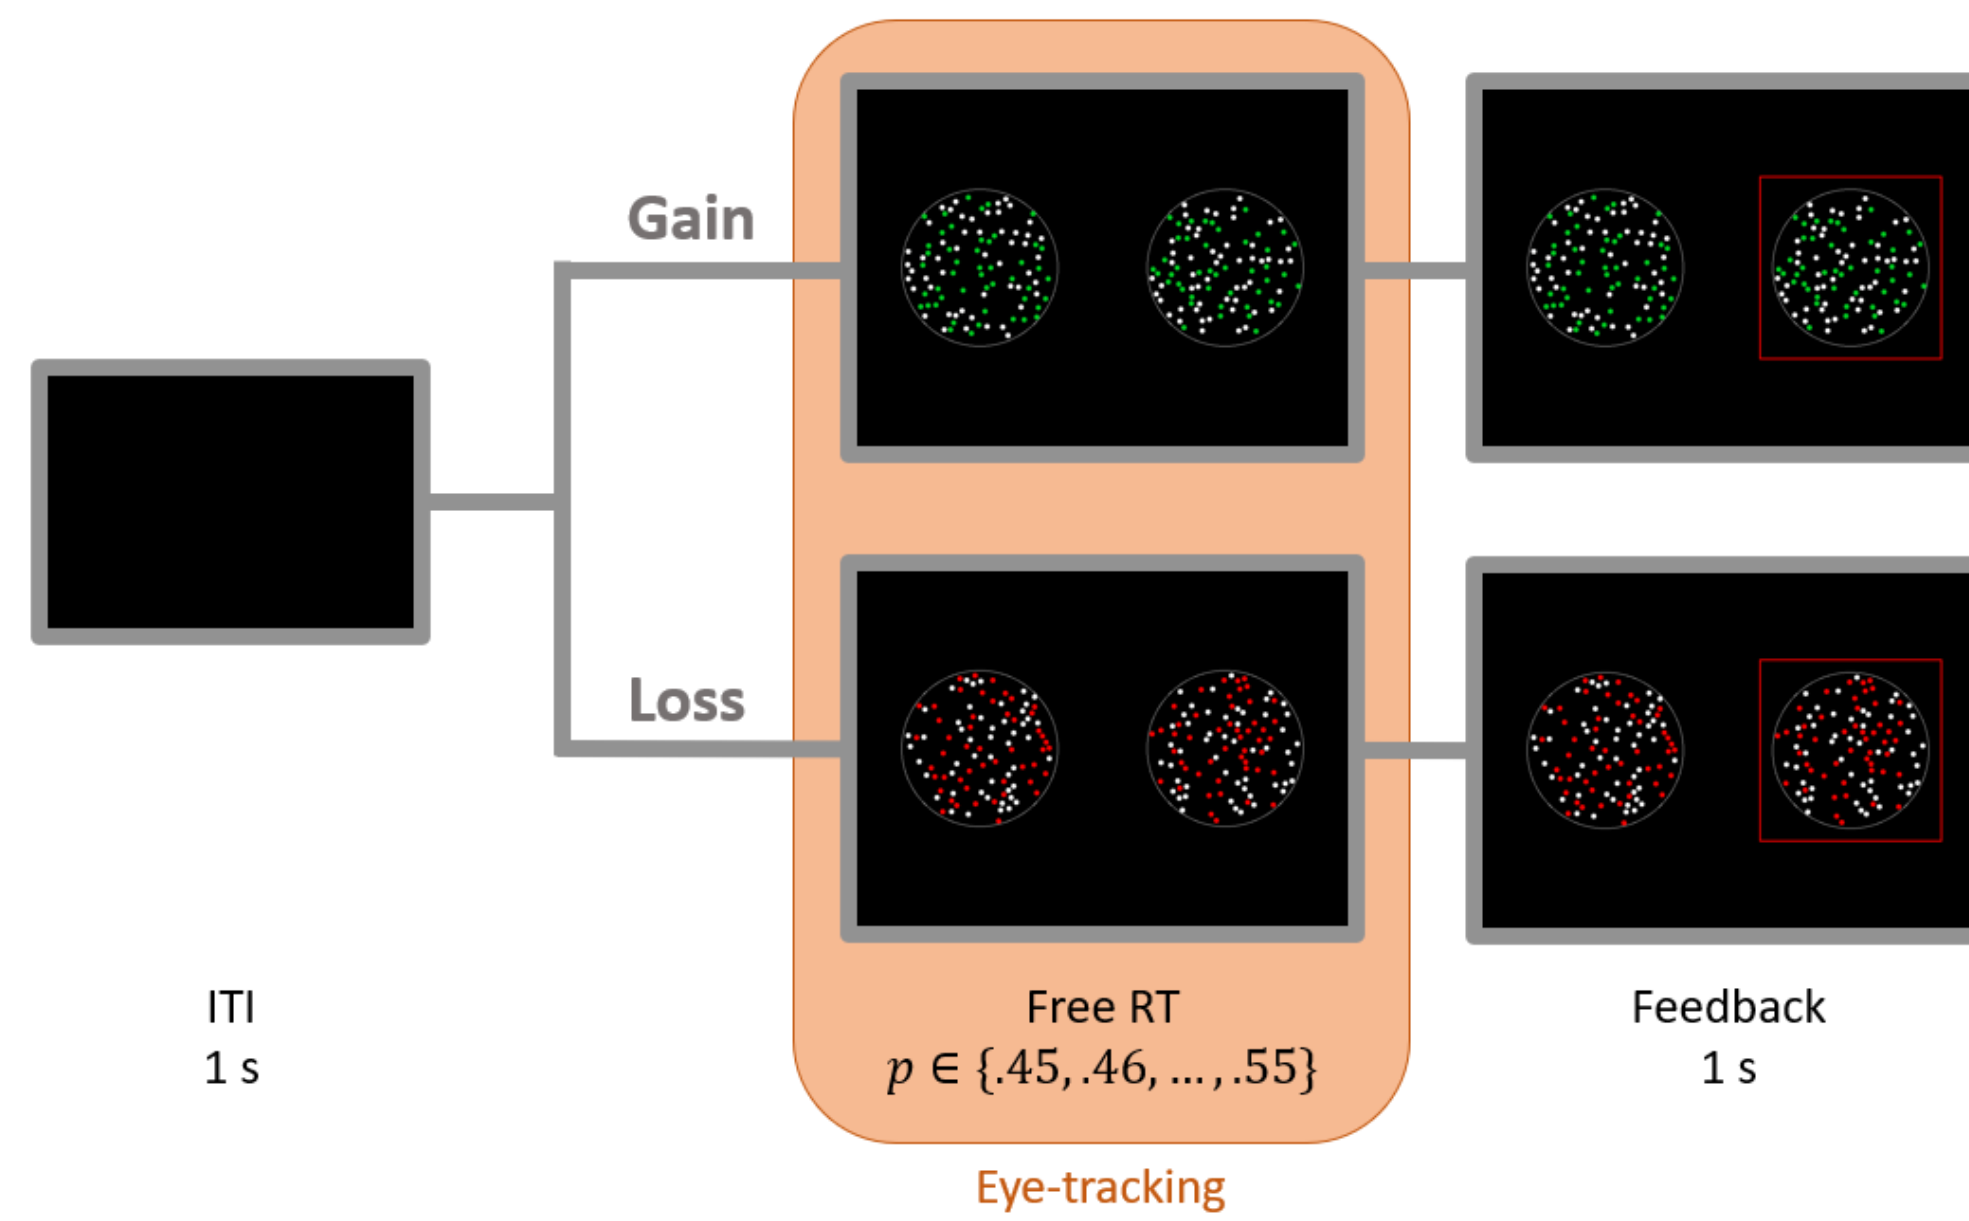 Gain
Loss
ITI
1 s
Free RT
p ∈ {.45, .46, … , .55}
Feedback
1 s
Eye-tracking